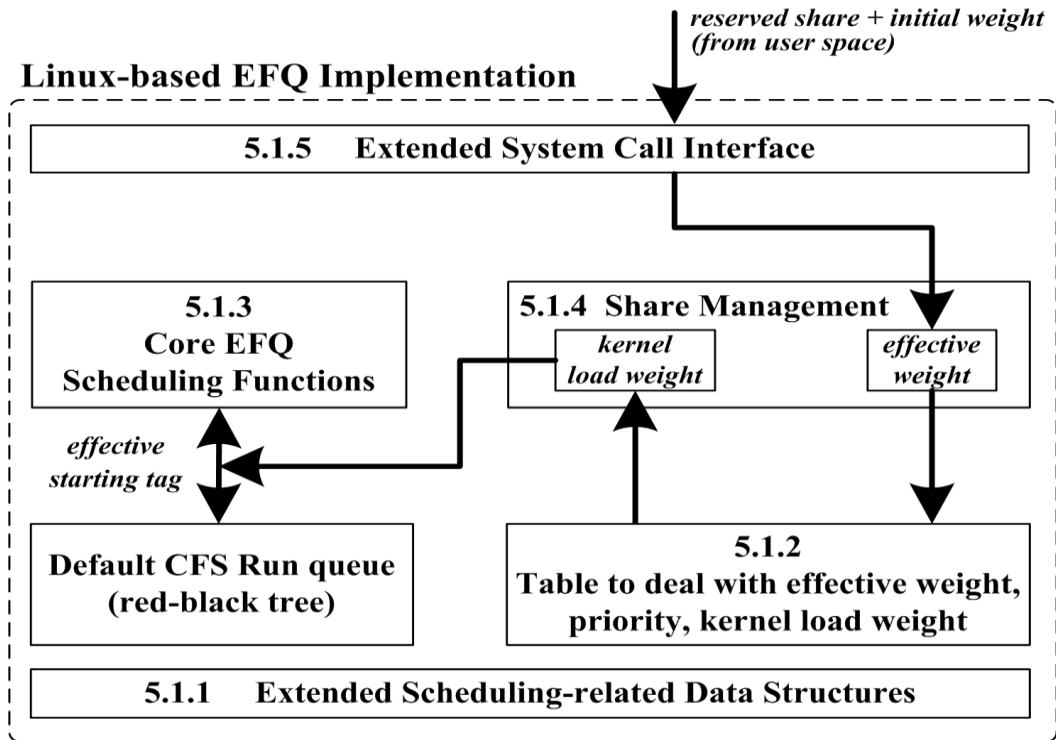 reserved share + initial weight
(from user space)
Linux-based EFQ Implementation
5.1.5 Extended System Call Interface
5.1.3
Core EFQ
Scheduling Functions
5.1.4 Share Management
kernel
load weight
effective
weight
effective
starting tag
Default CFS Run queue
(red-black tree)
5.1.2
Table to deal with effective weight,
priority, kernel load weight
5.1.1 Extended Scheduling-related Data Structures